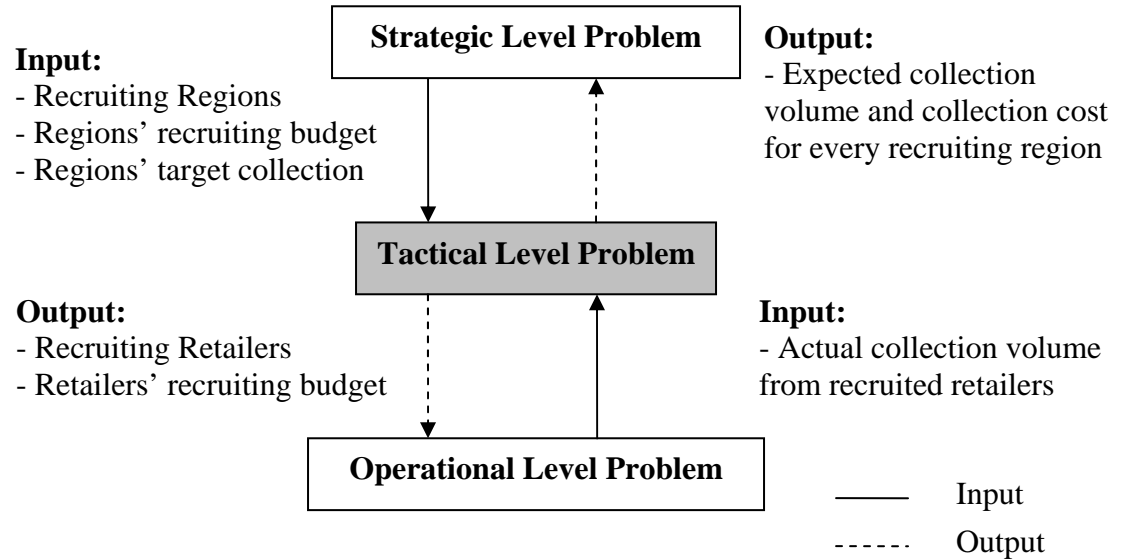 Strategic Level Problem
Input:
- Recruiting Regions
- Regions’ recruiting budget
- Regions’ target collection
Output:
- Expected collection
volume and collection cost
for every recruiting region
Tactical Level Problem
Output:
- Recruiting Retailers
- Retailers’ recruiting budget
Input:
- Actual collection volume
from recruited retailers
Operational Level Problem
Input
Output